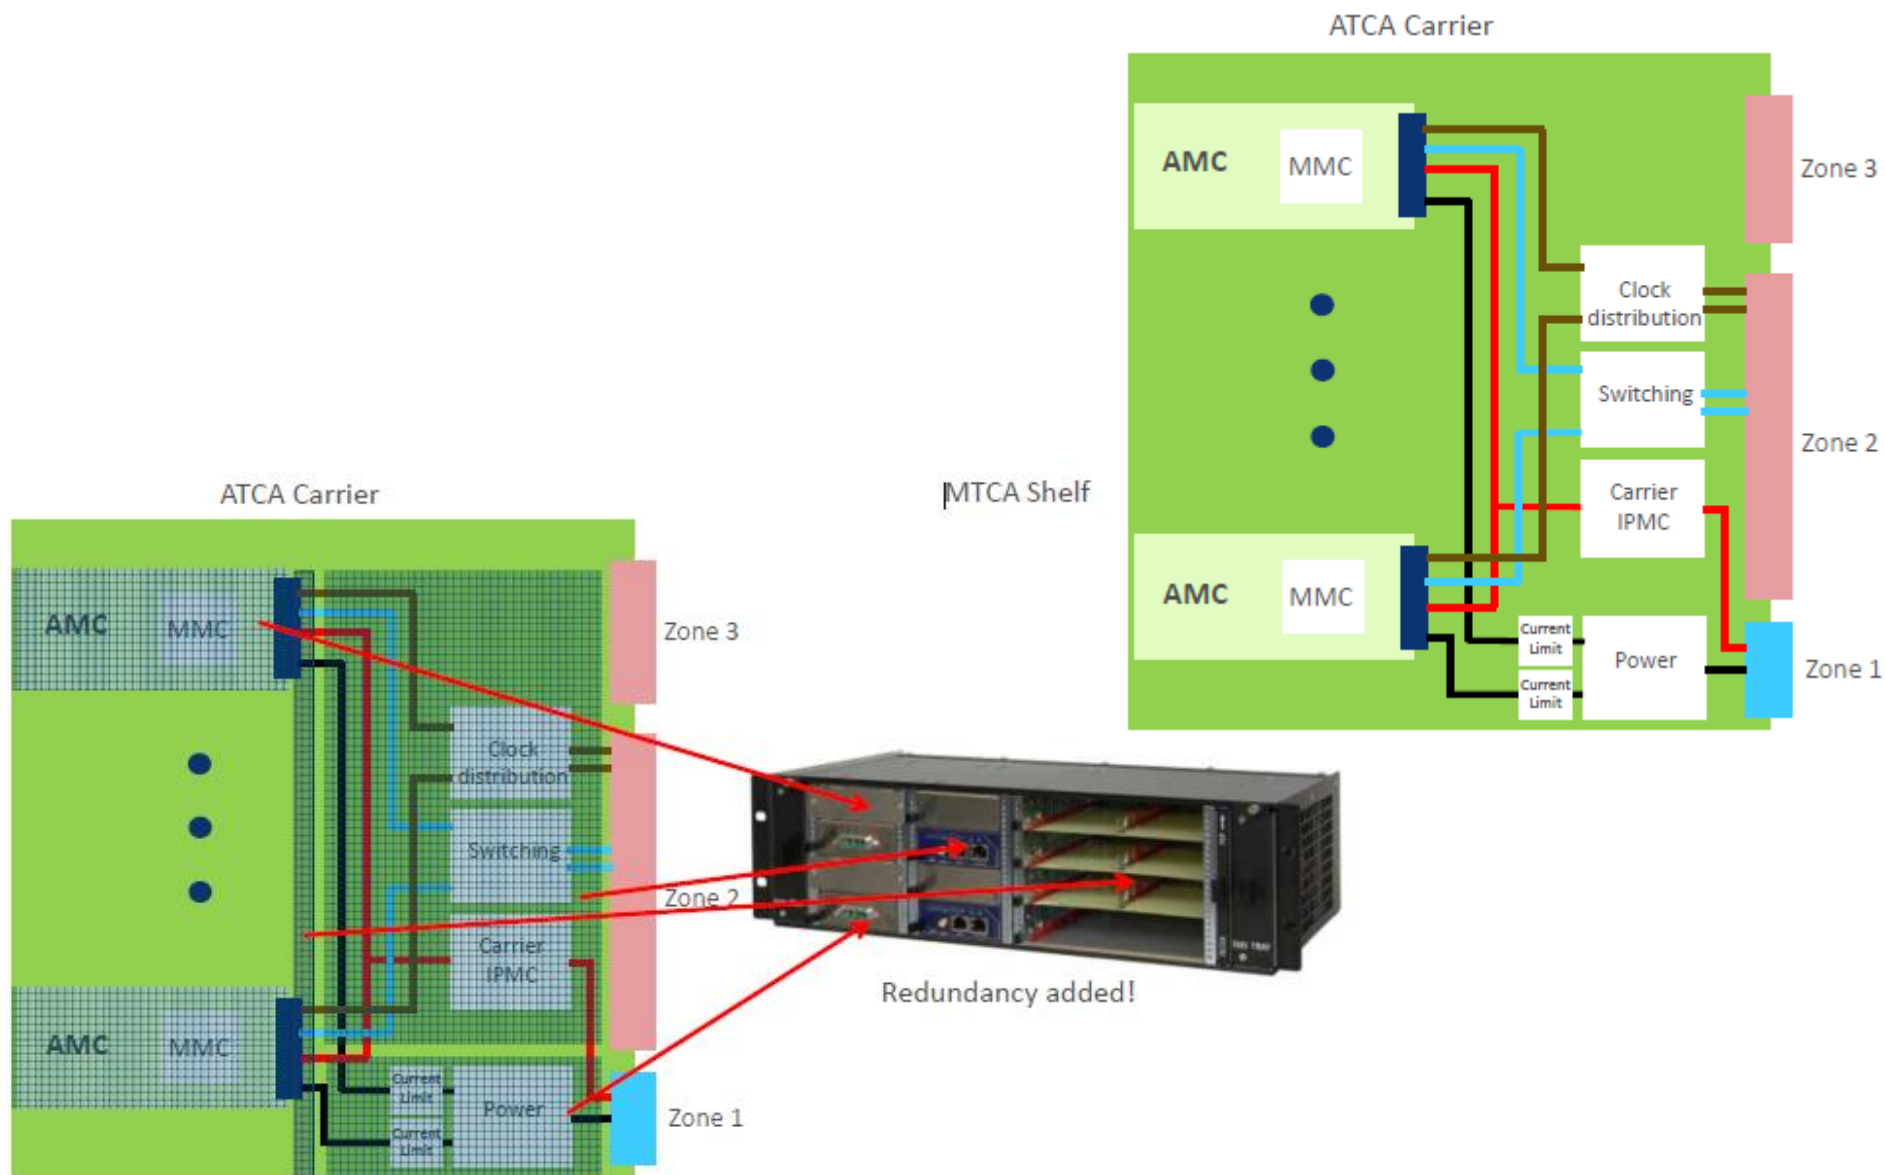 ATCA Carrier
AMC
MMC
Zone 3
Clock
distribution
Switching
Zone 2
Carrier
IPMC
AMC
MMC
Current
Limit
Power
Current
Limit
Zone 1
ATCA Carrier
MTCA Shelf
AMC
MMC
Zone 3
Clock
distribution
Switching
Zone 2
Carrier
IPMC
AMC
MMC
Current
Limit
Power
Current
Limit
Zone 1
Redundancy added!